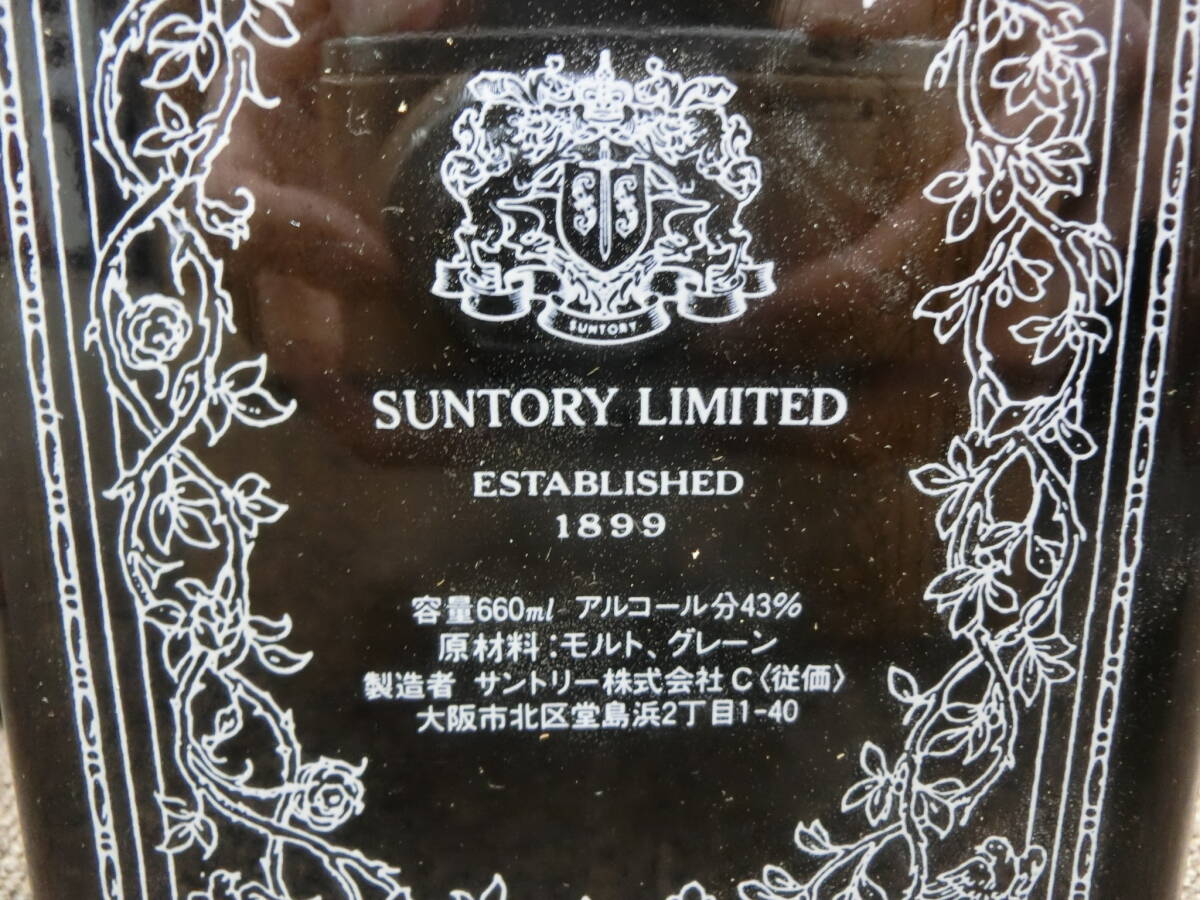 SUNTORY
SUNTORY LIMITED
ESTABLISHED
1899
容量660ml アルコール分43%
原材料:モルト、グレーン
製造者 サントリー株式会社C〈従価〉
大阪市北区堂島浜2丁目1-40